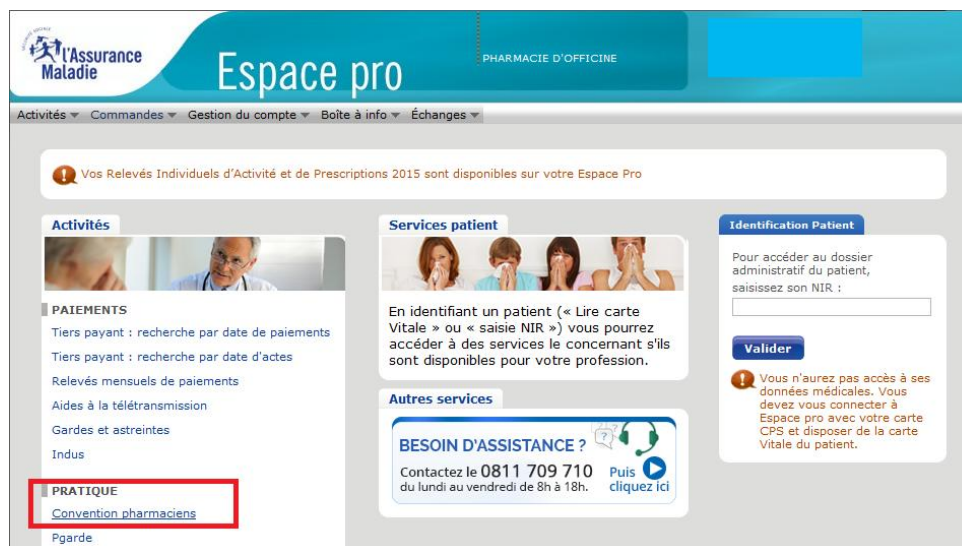 l'Assurance
Maladie
Espace pro
PHARMACIE D'OFFICINE
Activités Commandes Gestion du compte Boîte à info Échanges
Vos Relevés Individuels d'Activité et de Prescriptions 2015 sont disponibles sur votre Espace Pro
Activités
PAIEMENTS
Tiers payant : recherche par date de paiements
Tiers payant : recherche par date d'actes
Relevés mensuels de paiements
Aides à la télétransmission
Gardes et astreintes
Indus
PRATIQUE
Convention pharmaciens
Pgarde
Services patient
En identifiant un patient (« Lire carte
Vitale » ou « saisie NIR ») vous pourrez
accéder à des services le concernant s'ils
sont disponibles pour votre profession.
Autres services
BESOIN D'ASSISTANCE ?
Contactez le 0811 709 710
du lundi au vendredi de 8h à 18h.
Puis
cliquez ici
Identification Patient
Pour accéder au dossier
administratif du patient,
saisissez son NIR :
Valider
Vous n'aurez pas accès à ses
données médicales. Vous
devez vous connecter à
Espace pro avec votre carte
CPS et disposer de la carte
Vitale du patient.